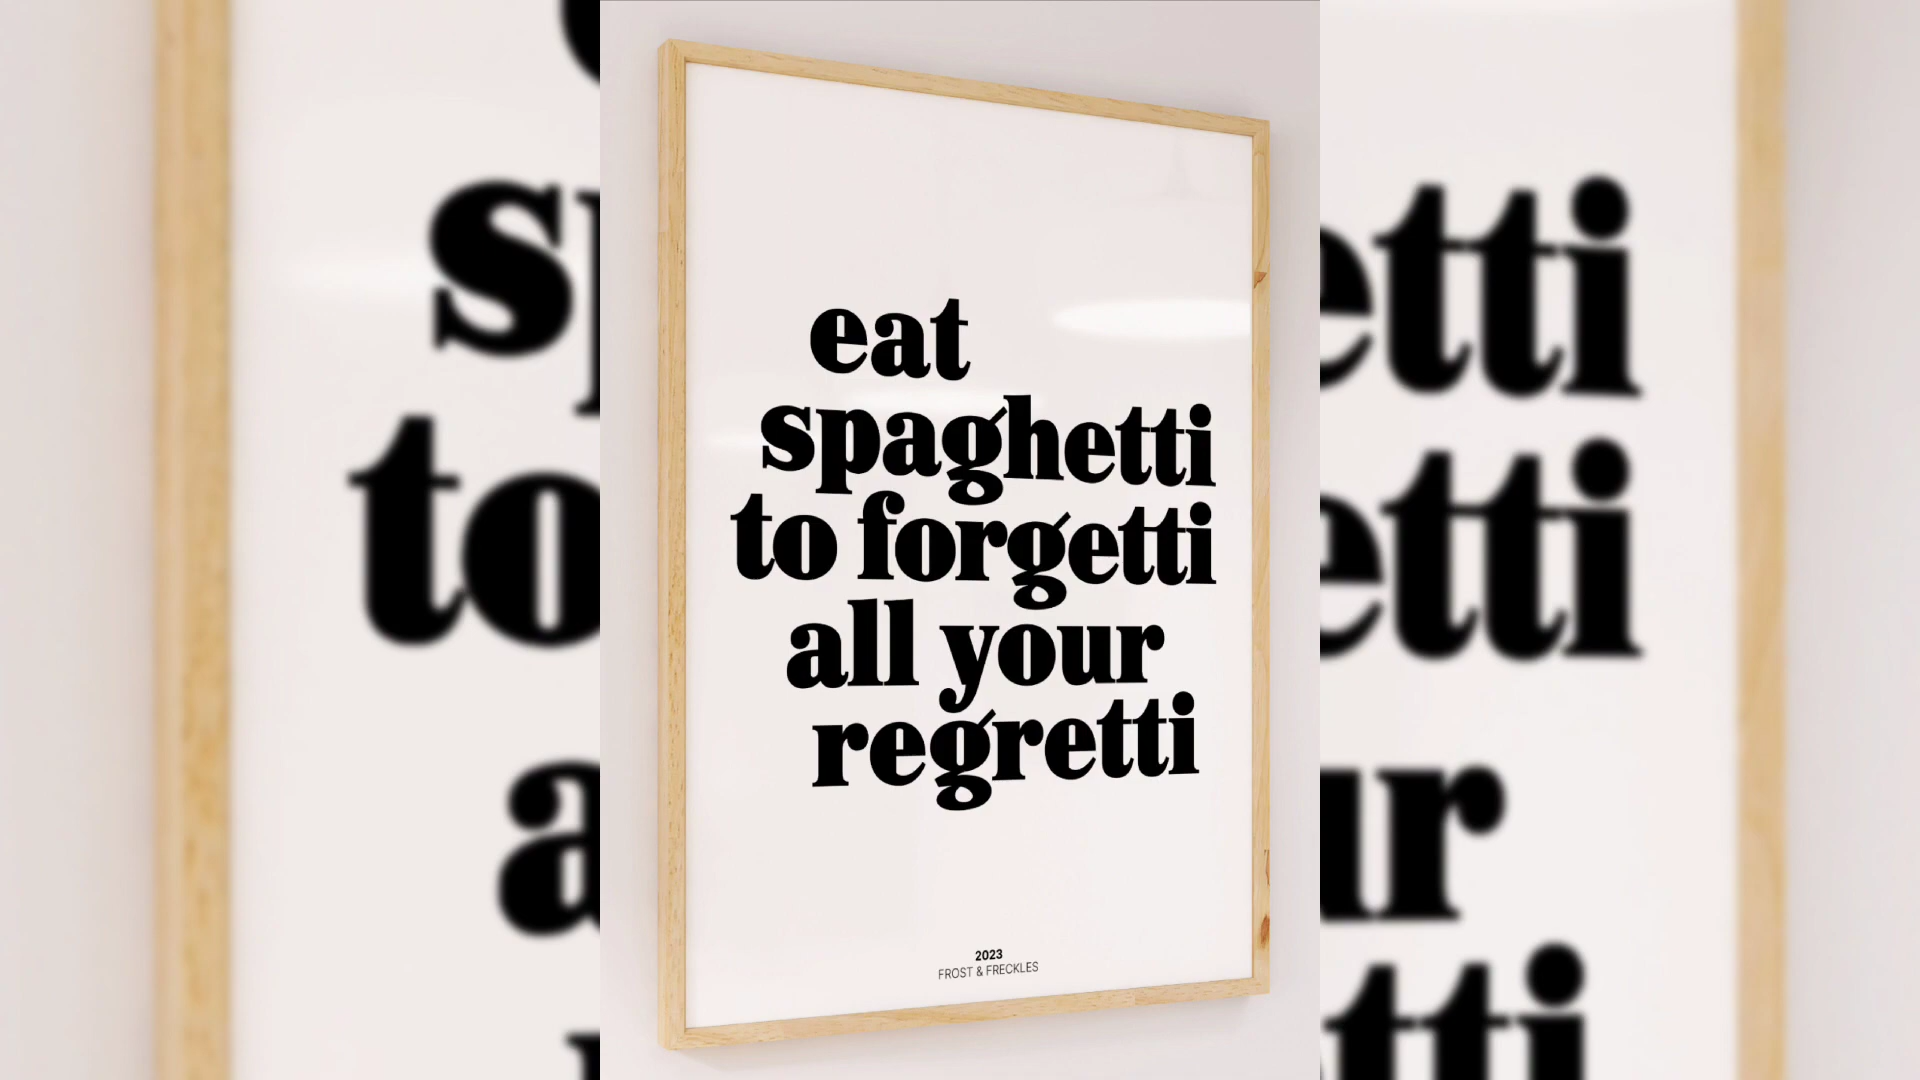 eat
spaghetti
to forgetti
all your
regretti
2023
FROST & FRECKLES